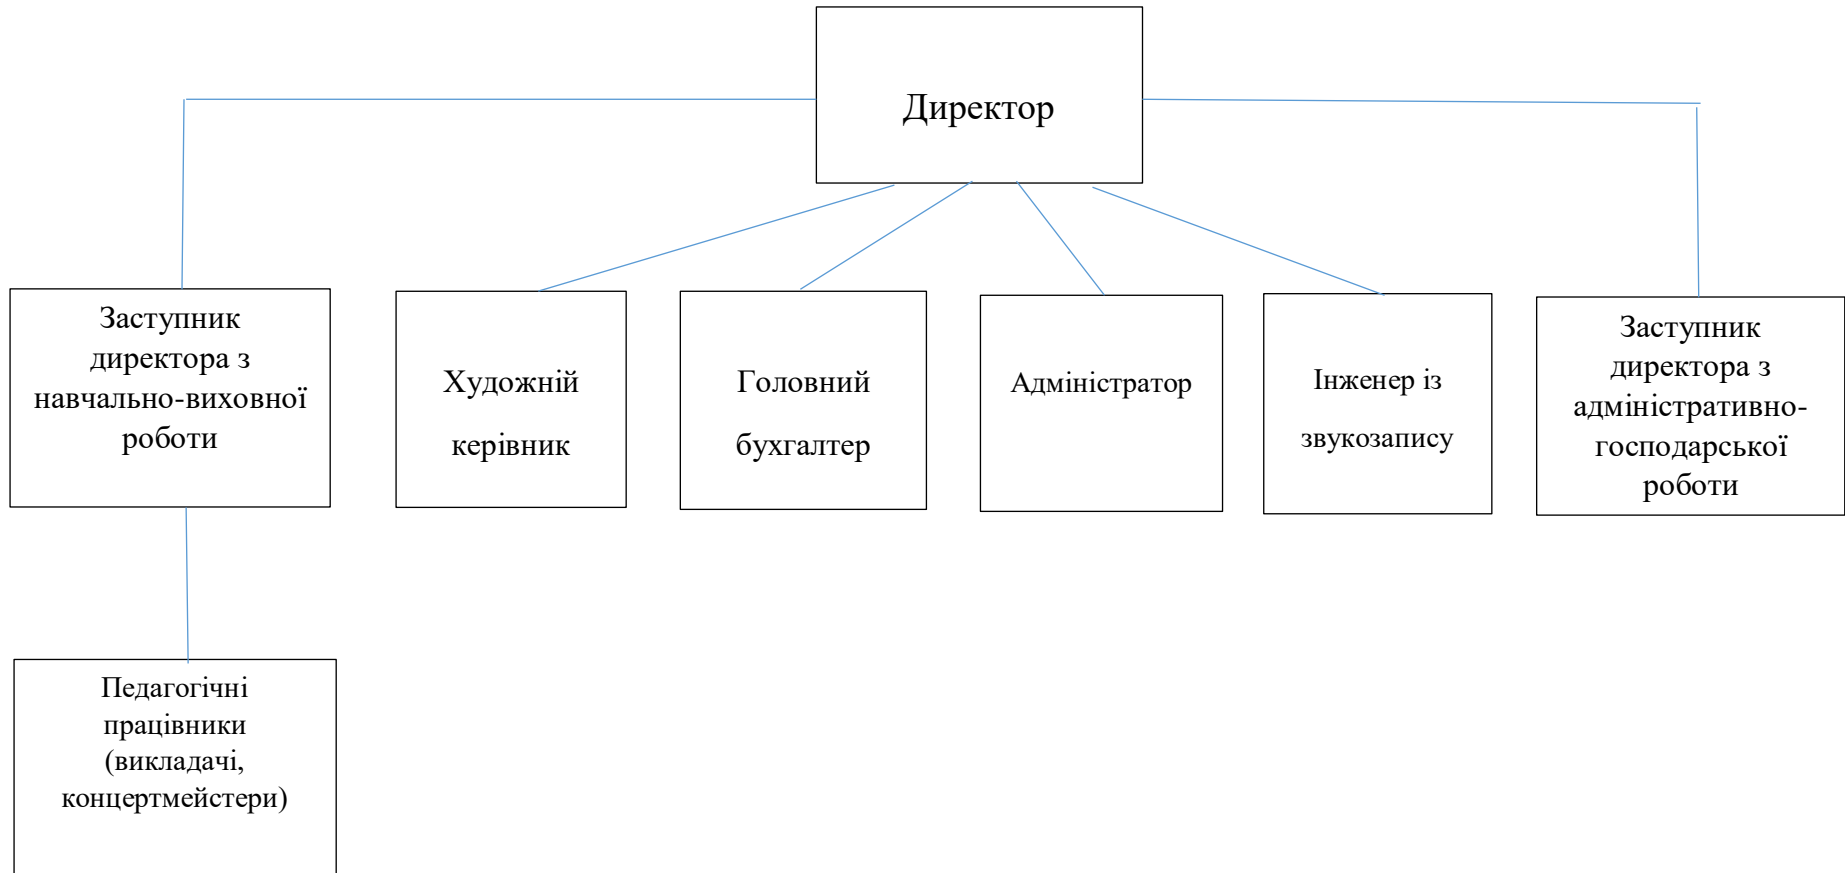 Директор
Заступник
директора з
навчально-виховної
роботи
Художній
керівник
Головний
бухгалтер
Адміністратор
Інженер із
звукозапису
Заступник
директора з
адміністративно-
господарської
роботи
Педагогічні
працівники
(викладачі,
концертмейстери)